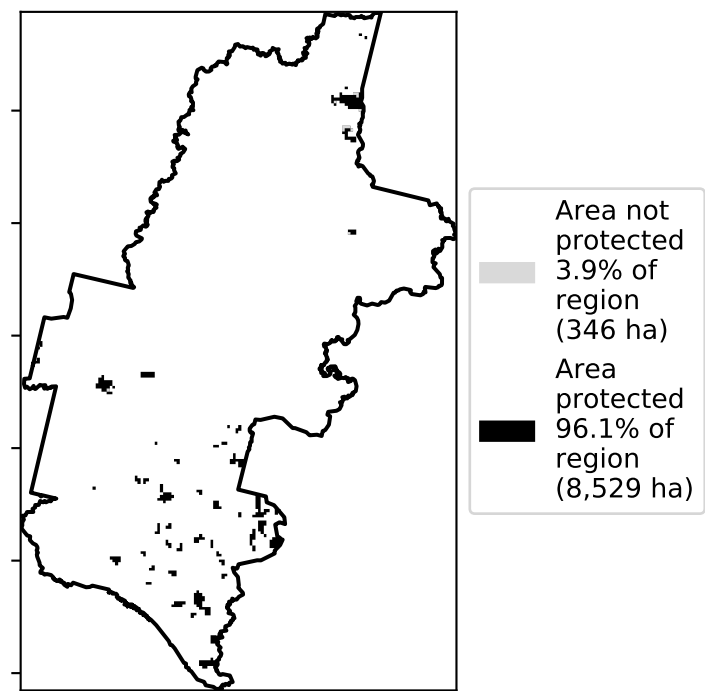 Area not
protected
3.9% of
region
(346 ha)
Area
protected
96.1% of
region
(8,529 ha)